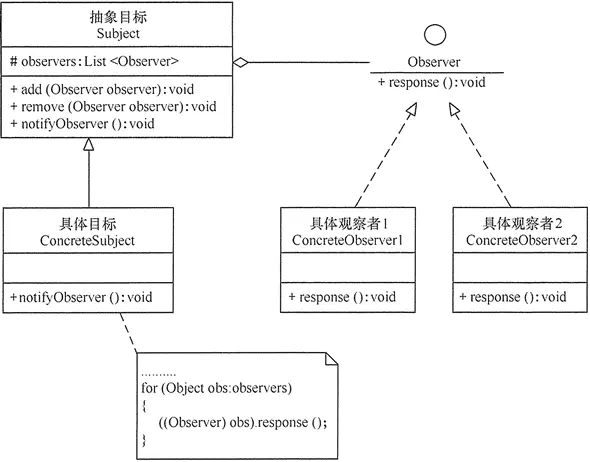 抽象目标
Subject
# observers:List <Observer>
+ add (Observer observer):void
+ remove (Observer observer):void
+ notifyObserver ():void
Observer
+ response ():void
具体目标
ConcreteSubject
+notifyObserver ():void
具体观察者1
ConcreteObserver1
+ response ():void
具体观察者2
ConcreteObserver2
+ response ():void
..........
for (Object obs:observers)
{
((Observer) obs).response ();
}